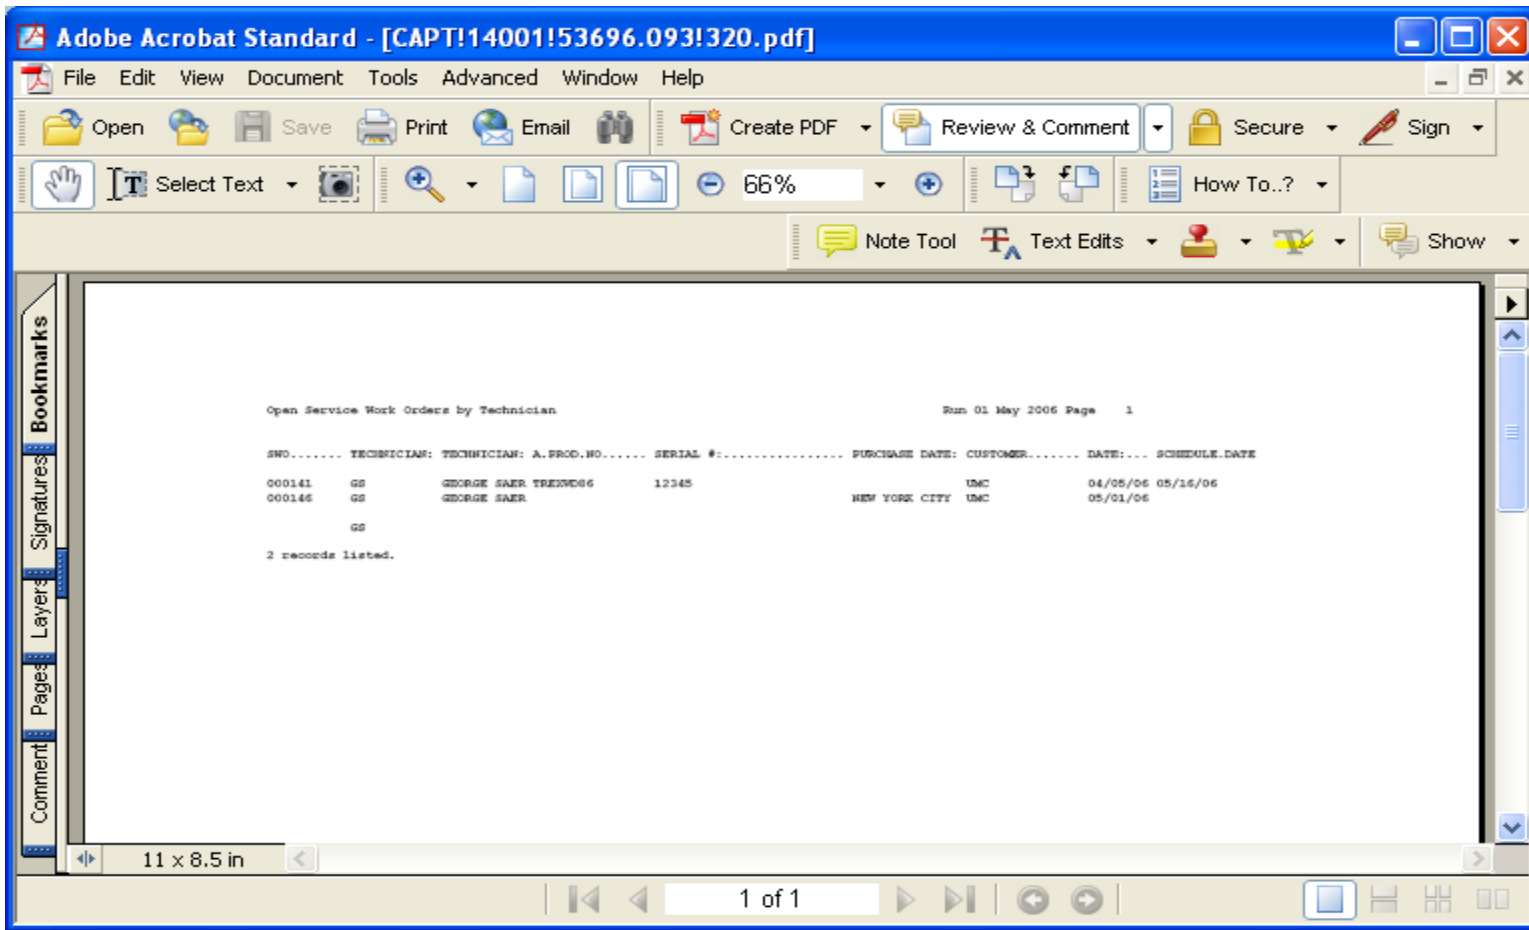 Adobe Acrobat Standard - [CAPT!14001!53696.093!320.pdf]
File Edit View Document Tools Advanced Window Help
Open Save Print Email Create PDF Review & Comment Secure Sign
Select Text 66% How To..?
Note Tool Text Edits Show
Bookmarks
Signatures
Layers
Pages
Comment
Open Service Work Orders by Technician Run 01 May 2006 Page 1
SWO....... TECHNICIAN: TECHNICIAN: A.PROD.NO...... SERIAL #:................ PURCHASE DATE: CUSTOMER....... DATE:... SCHEDULE.DATE
000141 GS GEORGE SAER TREXWD06 12345 UMC 04/05/06 05/16/06
000146 GS GEORGE SAER NEW YORK CITY UMC 05/01/06
GS
2 records listed.
11 x 8.5 in
1 of 1